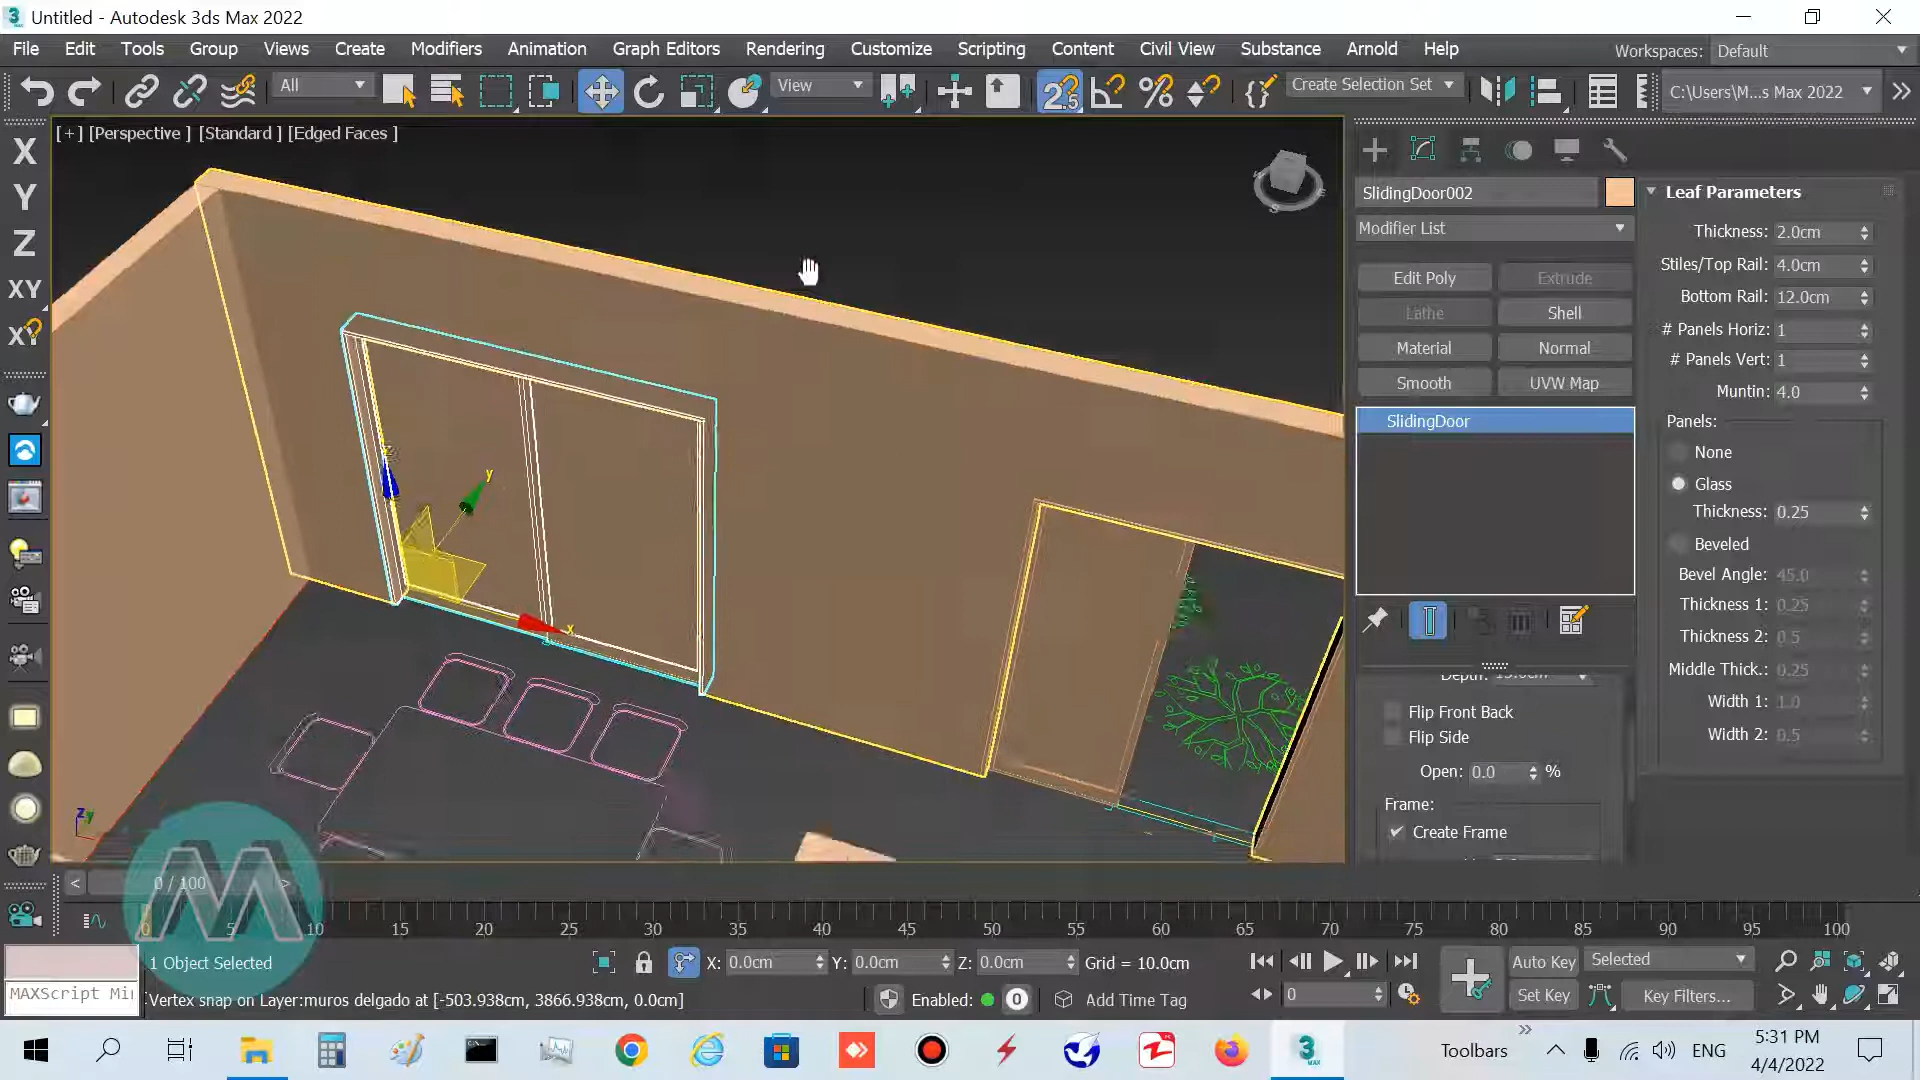 Untitled - Autodesk 3ds Max 2022
File Edit Tools Group Views Create Modifiers Animation Graph Editors Rendering Customize Scripting Content Civil View Substance Arnold Help
Workspaces: Default
All
View
2.5
Create Selection Set
C:\Users\M...s Max 2022
[+] [Perspective ] [Standard ] [Edged Faces ]
X
Y
Z
XY
SlidingDoor002
Modifier List
Edit Poly Extrude
Lathe Shell
Material Normal
Smooth UVW Map
SlidingDoor
Flip Front Back
Flip Side
Open: 0.0 %
Frame:
Create Frame
Leaf Parameters
Thickness: 2.0cm
Stiles/Top Rail: 4.0cm
Bottom Rail: 12.0cm
# Panels Horiz: 1
# Panels Vert: 1
Muntin: 4.0
Panels:
None
Glass
Thickness: 0.25
Beveled
Bevel Angle: 45.0
Thickness 1: 0.25
Thickness 2: 0.5
Middle Thick.: 0.25
Width 1: 1.0
Width 2: 0.5
z
y
x
zy
< 0 / 100 >
0 5 15 20 25 30 35 40 45 50 55 60 65 70 75 80 85 90 95 100
1 Object Selected
X: 0.0cm Y: 0.0cm Z: 0.0cm Grid = 10.0cm
Auto Key Selected
MAXScript Mi
Vertex snap on Layer:muros delgado at [-503.938cm, 3866.938cm, 0.0cm]
Enabled: 0 Add Time Tag
0
Set Key Key Filters...
Toolbars
ENG
5:31 PM
4/4/2022